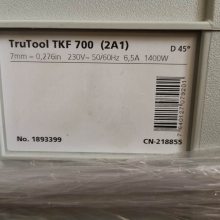 TruTool TKF 700 (2A1) D 45°
7mm = 0,276in 230V~ 50/60Hz 6,5A 1400W
No. 1893399 CN-218855